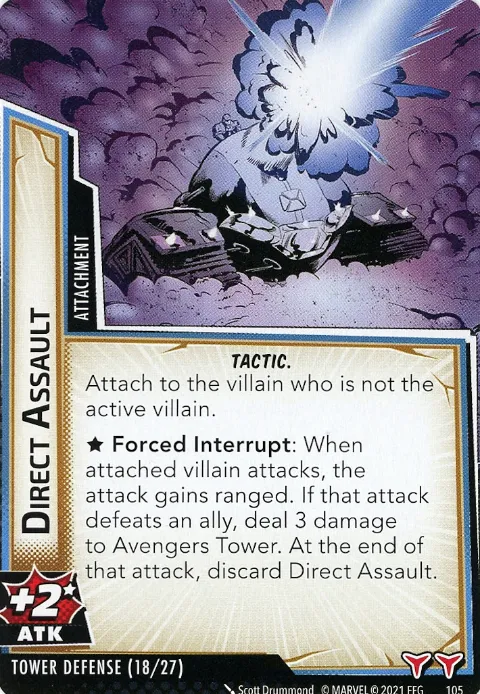 DIRECT ASSAULT
ATTACHMENT
TACTIC.
Attach to the villain who is not the
active villain.
★ Forced Interrupt: When
attached villain attacks, the
attack gains ranged. If that attack
defeats an ally, deal 3 damage
to Avengers Tower. At the end of
that attack, discard Direct Assault.
+2★
ATK
TOWER DEFENSE (18/27)
Scott Drummond © MARVEL © 2021 FFG 105